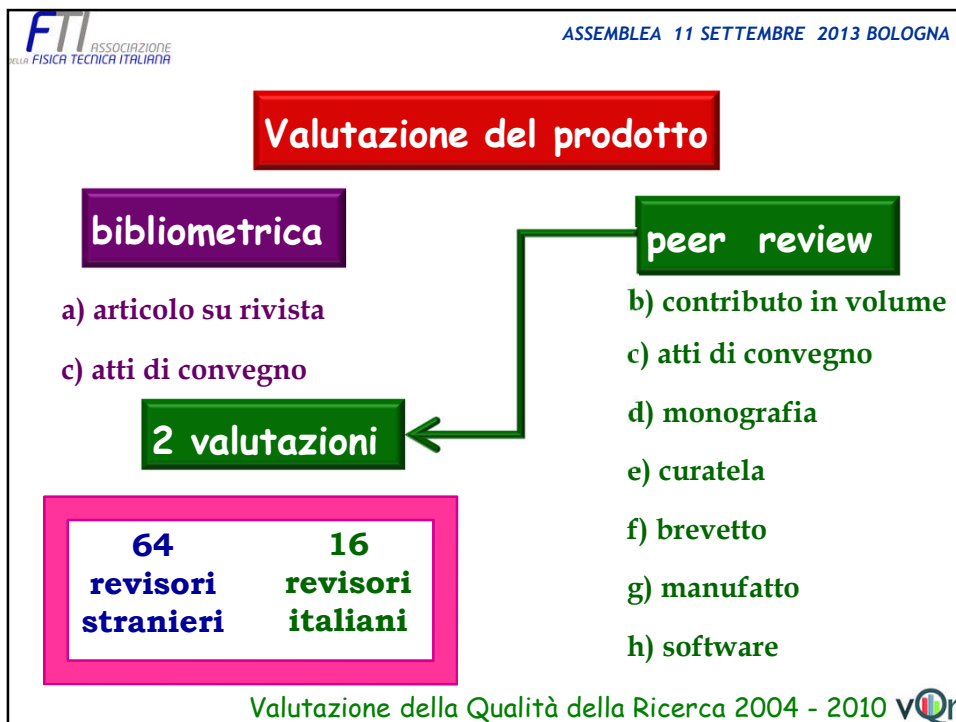 FTI ASSOCIAZIONE
DELLA FISICA TECNICA ITALIANA
ASSEMBLEA 11 SETTEMBRE 2013 BOLOGNA
Valutazione del prodotto
bibliometrica
a) articolo su rivista
c) atti di convegno
peer review
b) contributo in volume
c) atti di convegno
d) monografia
e) curatela
f) brevetto
g) manufatto
h) software
2 valutazioni
64
revisori
stranieri
16
revisori
italiani
Valutazione della Qualità della Ricerca 2004 - 2010 vQr